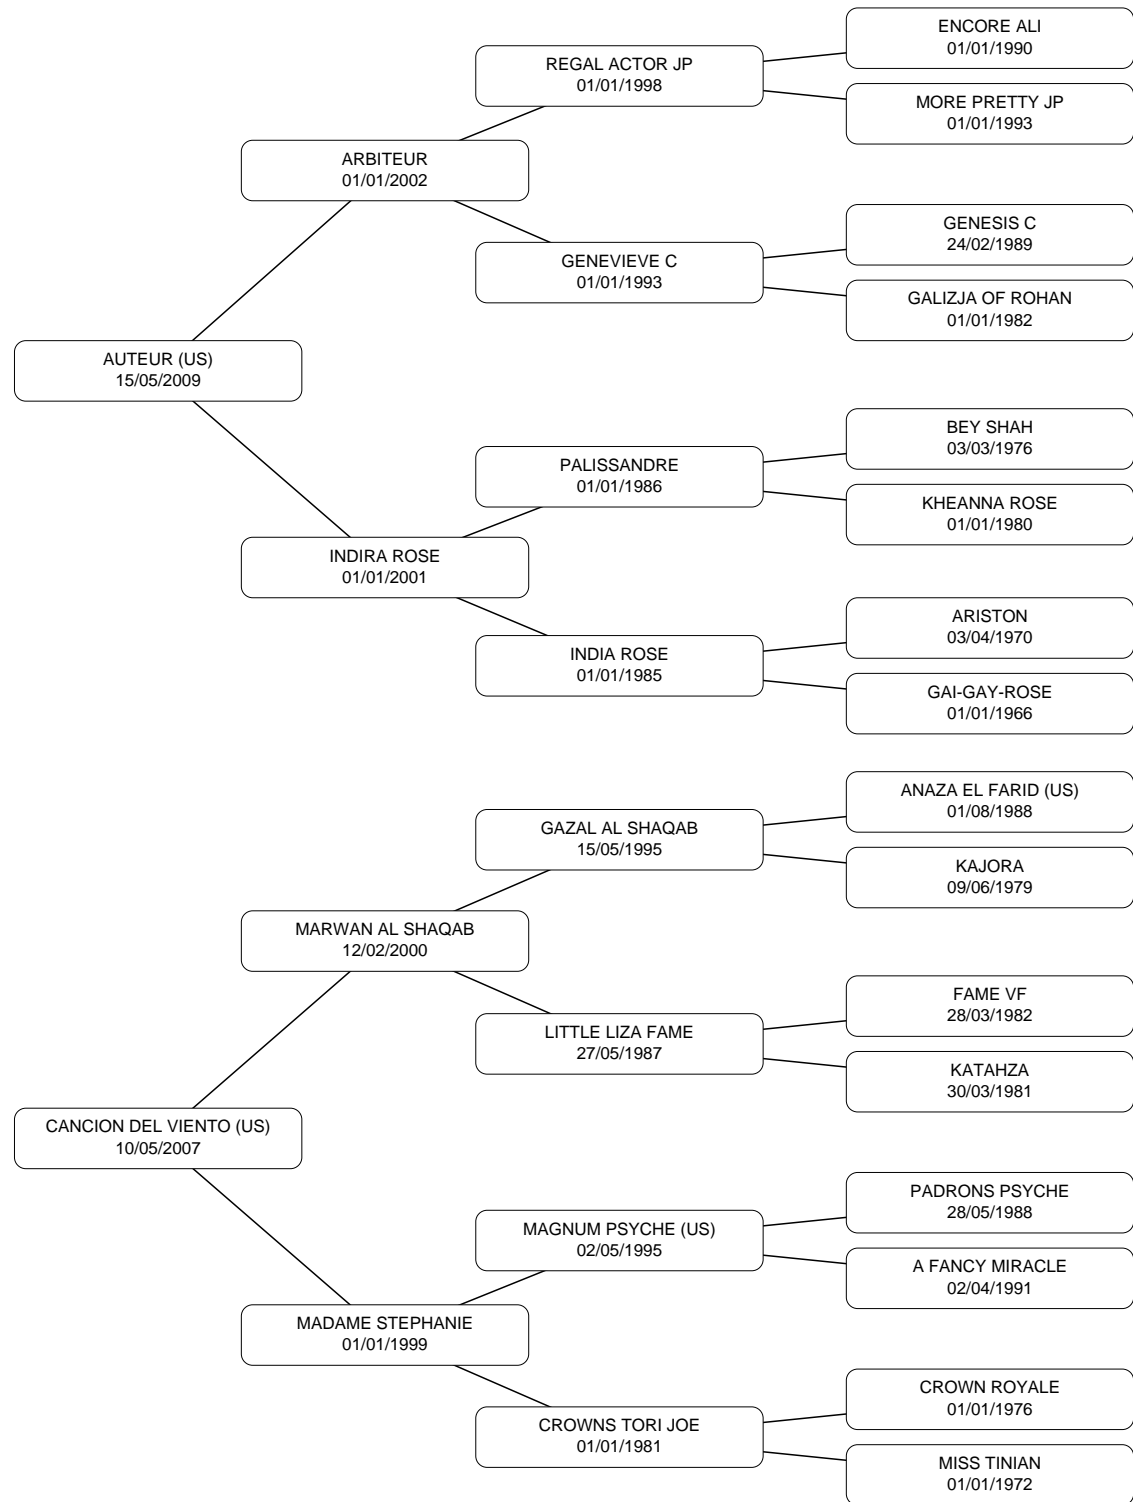 ENCORE ALI
01/01/1990
REGAL ACTOR JP
01/01/1998
MORE PRETTY JP
01/01/1993
ARBITEUR
01/01/2002
GENESIS C
24/02/1989
GENEVIEVE C
01/01/1993
GALIZJA OF ROHAN
01/01/1982
AUTEUR (US)
15/05/2009
BEY SHAH
03/03/1976
PALISSANDRE
01/01/1986
KHEANNA ROSE
01/01/1980
INDIRA ROSE
01/01/2001
ARISTON
03/04/1970
INDIA ROSE
01/01/1985
GAI-GAY-ROSE
01/01/1966
ANAZA EL FARID (US)
01/08/1988
GAZAL AL SHAQAB
15/05/1995
KAJORA
09/06/1979
MARWAN AL SHAQAB
12/02/2000
FAME VF
28/03/1982
LITTLE LIZA FAME
27/05/1987
KATAHZA
30/03/1981
CANCION DEL VIENTO (US)
10/05/2007
PADRONS PSYCHE
28/05/1988
MAGNUM PSYCHE (US)
02/05/1995
A FANCY MIRACLE
02/04/1991
MADAME STEPHANIE
01/01/1999
CROWN ROYALE
01/01/1976
CROWNS TORI JOE
01/01/1981
MISS TINIAN
01/01/1972